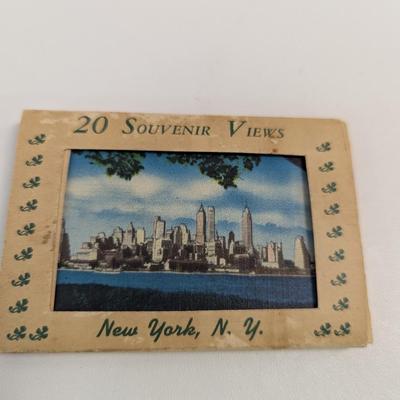 20 Souvenir Views
New York, N. Y.